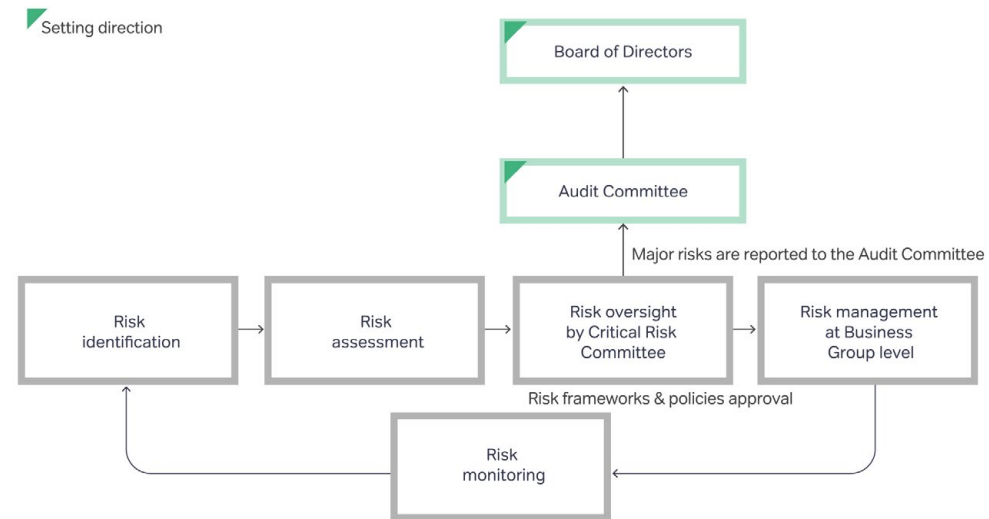 Setting direction
Board of Directors
Audit Committee
Major risks are reported to the Audit Committee
Risk
identification
Risk
assessment
Risk oversight
by Critical Risk
Committee
Risk management
at Business
Group level
Risk frameworks & policies approval
Risk
monitoring